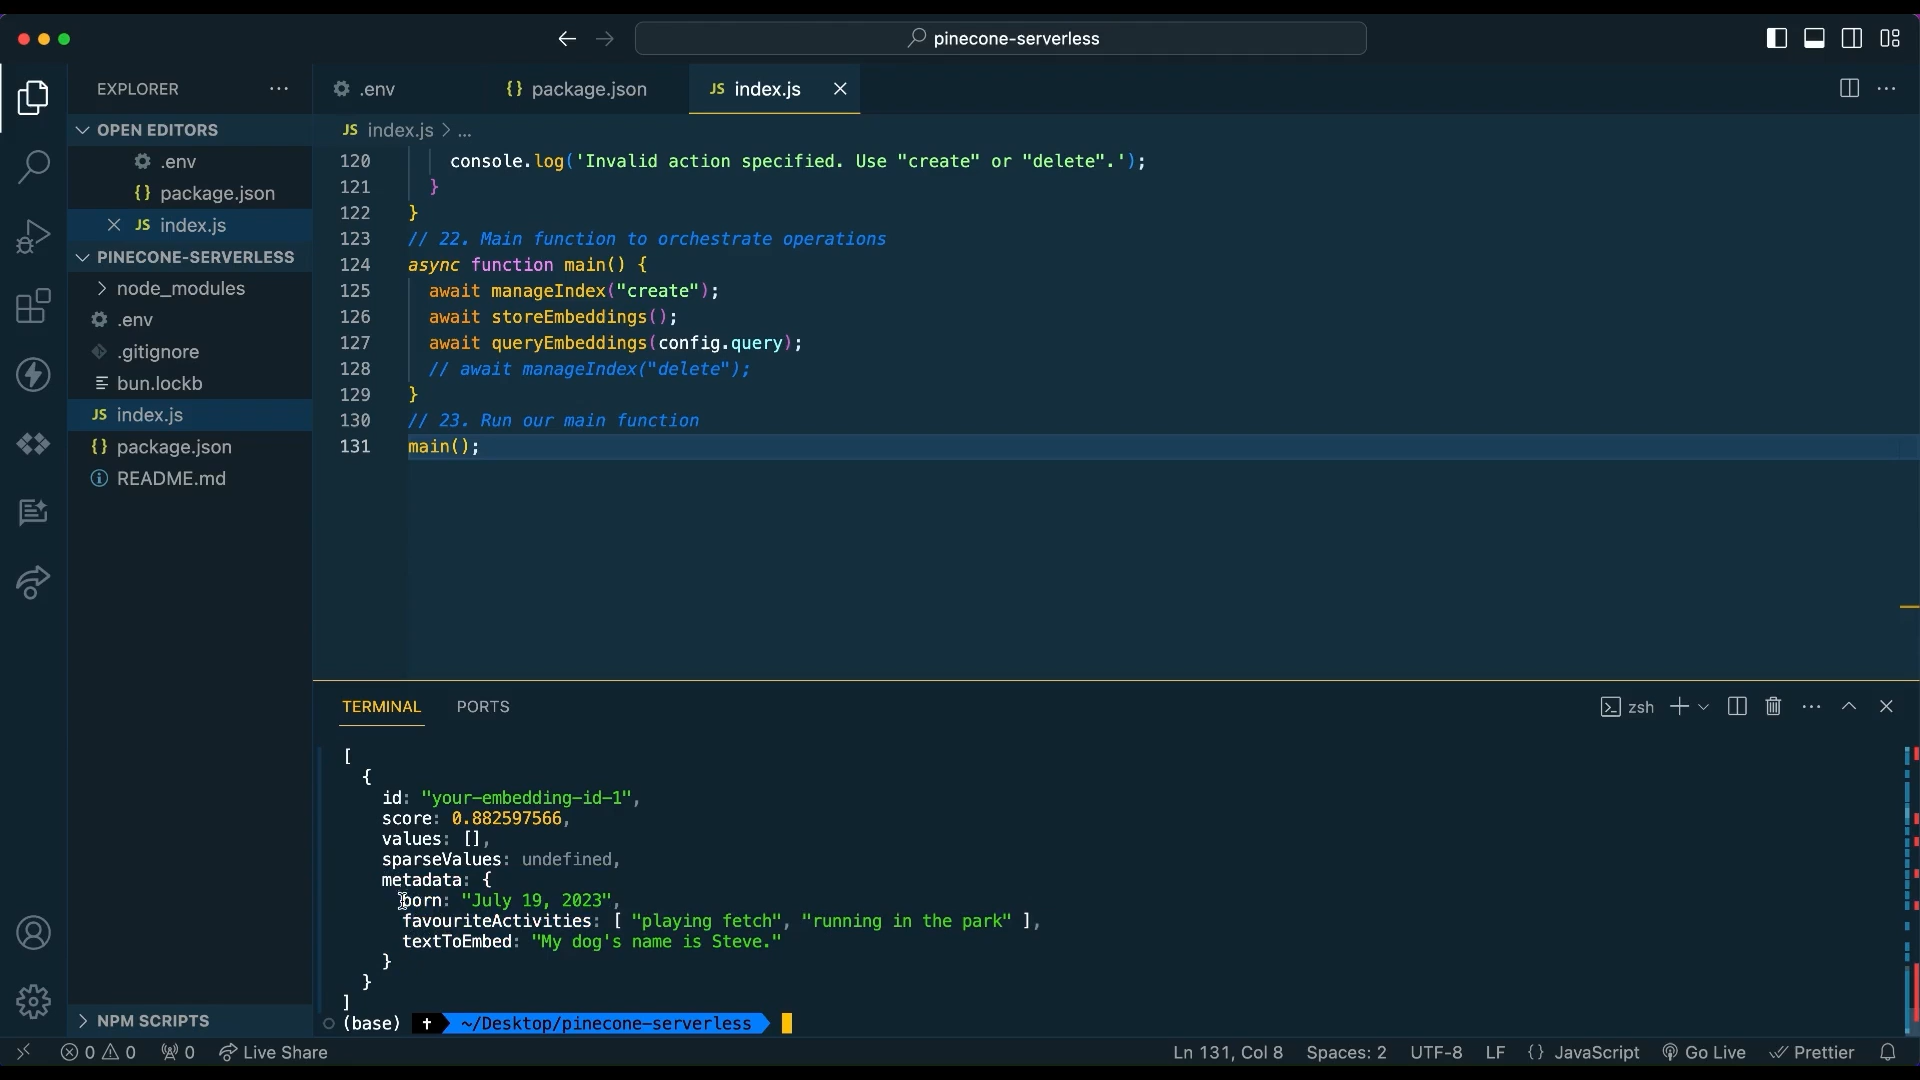 pinecone-serverless
EXPLORER
.env
package.json
JS index.js
OPEN EDITORS
.env
{} package.json
JS index.js
PINECONE-SERVERLESS
node_modules
.env
.gitignore
bun.lockb
JS index.js
{} package.json
README.md
NPM SCRIPTS
JS index.js > ...
120 console.log('Invalid action specified. Use "create" or "delete".');
121 }
122 }
123 // 22. Main function to orchestrate operations
124 async function main() {
125 await manageIndex("create");
126 await storeEmbeddings();
127 await queryEmbeddings(config.query);
128 // await manageIndex("delete");
129 }
130 // 23. Run our main function
131 main();
TERMINAL PORTS
zsh
[
{
id: "your-embedding-id-1",
score: 0.882597566,
values: [],
sparseValues: undefined,
metadata: {
born: "July 19, 2023",
favouriteActivities: [ "playing fetch", "running in the park" ],
textToEmbed: "My dog's name is Steve."
}
}
]
(base) ~/Desktop/pinecone-serverless
0 0 0 Live Share Ln 131, Col 8 Spaces: 2 UTF-8 LF {} JavaScript Go Live Prettier